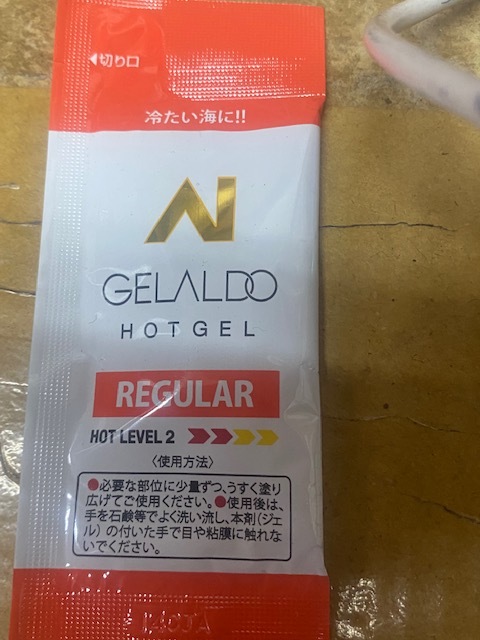 ◀切り口
冷たい海に!!
GELALDO
HOTGEL
REGULAR
HOT LEVEL 2
〈使用方法〉
●必要な部位に少量ずつ、うすく塗り
広げてご使用ください。●使用後は、
手を石鹸等でよく洗い流し、本剤（ジェ
ル）の付いた手で目や粘膜に触れな
いでください。